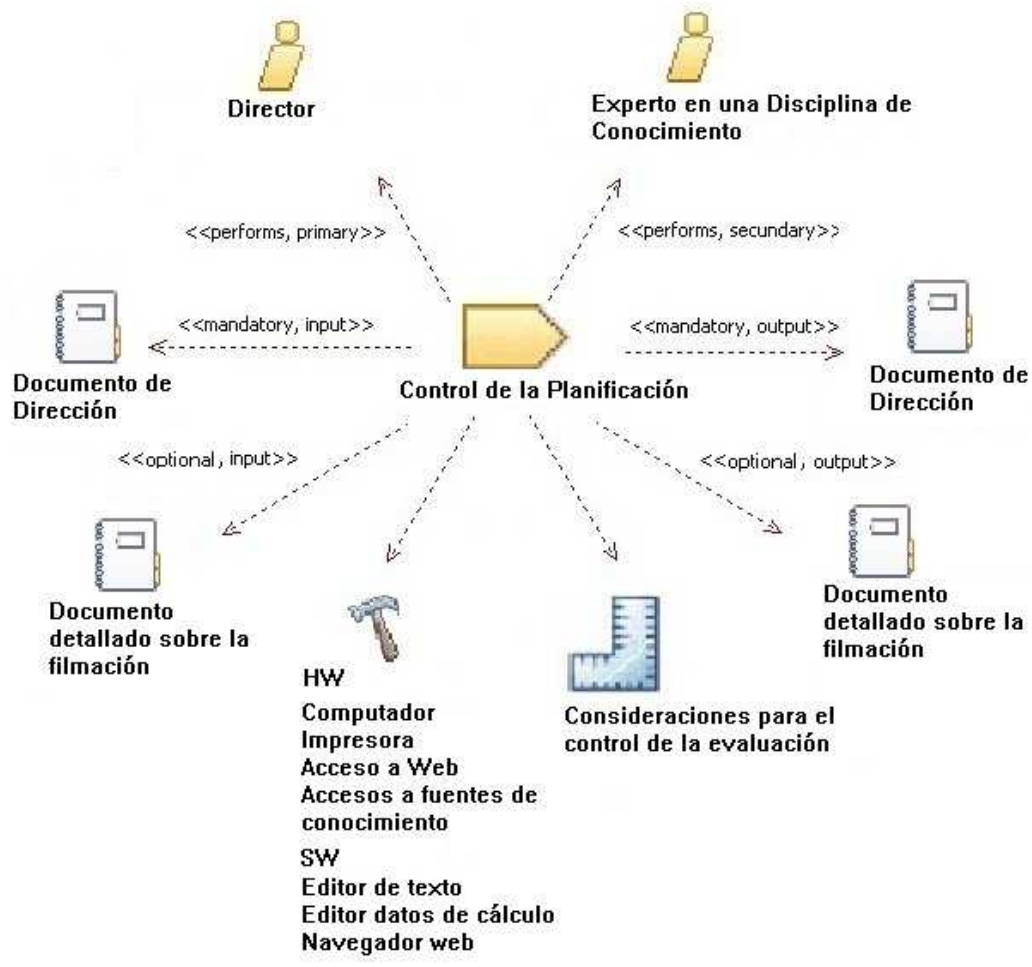 Director
Experto en una Disciplina de
Conocimiento
<<performs, primary>>
<<performs, secundary>>
<<mandatory, input>>
<<mandatory, output>>
Documento de
Dirección
Control de la Planificación
Documento de
Dirección
<<optional, input>>
<<optional, output>>
Documento
detallado sobre la
filmación
Documento
detallado sobre la
filmación
HW
Computador
Impresora
Acceso a Web
Accesos a fuentes de
conocimiento
SW
Editor de texto
Editor datos de cálculo
Navegador web
Consideraciones para el
control de la evaluación